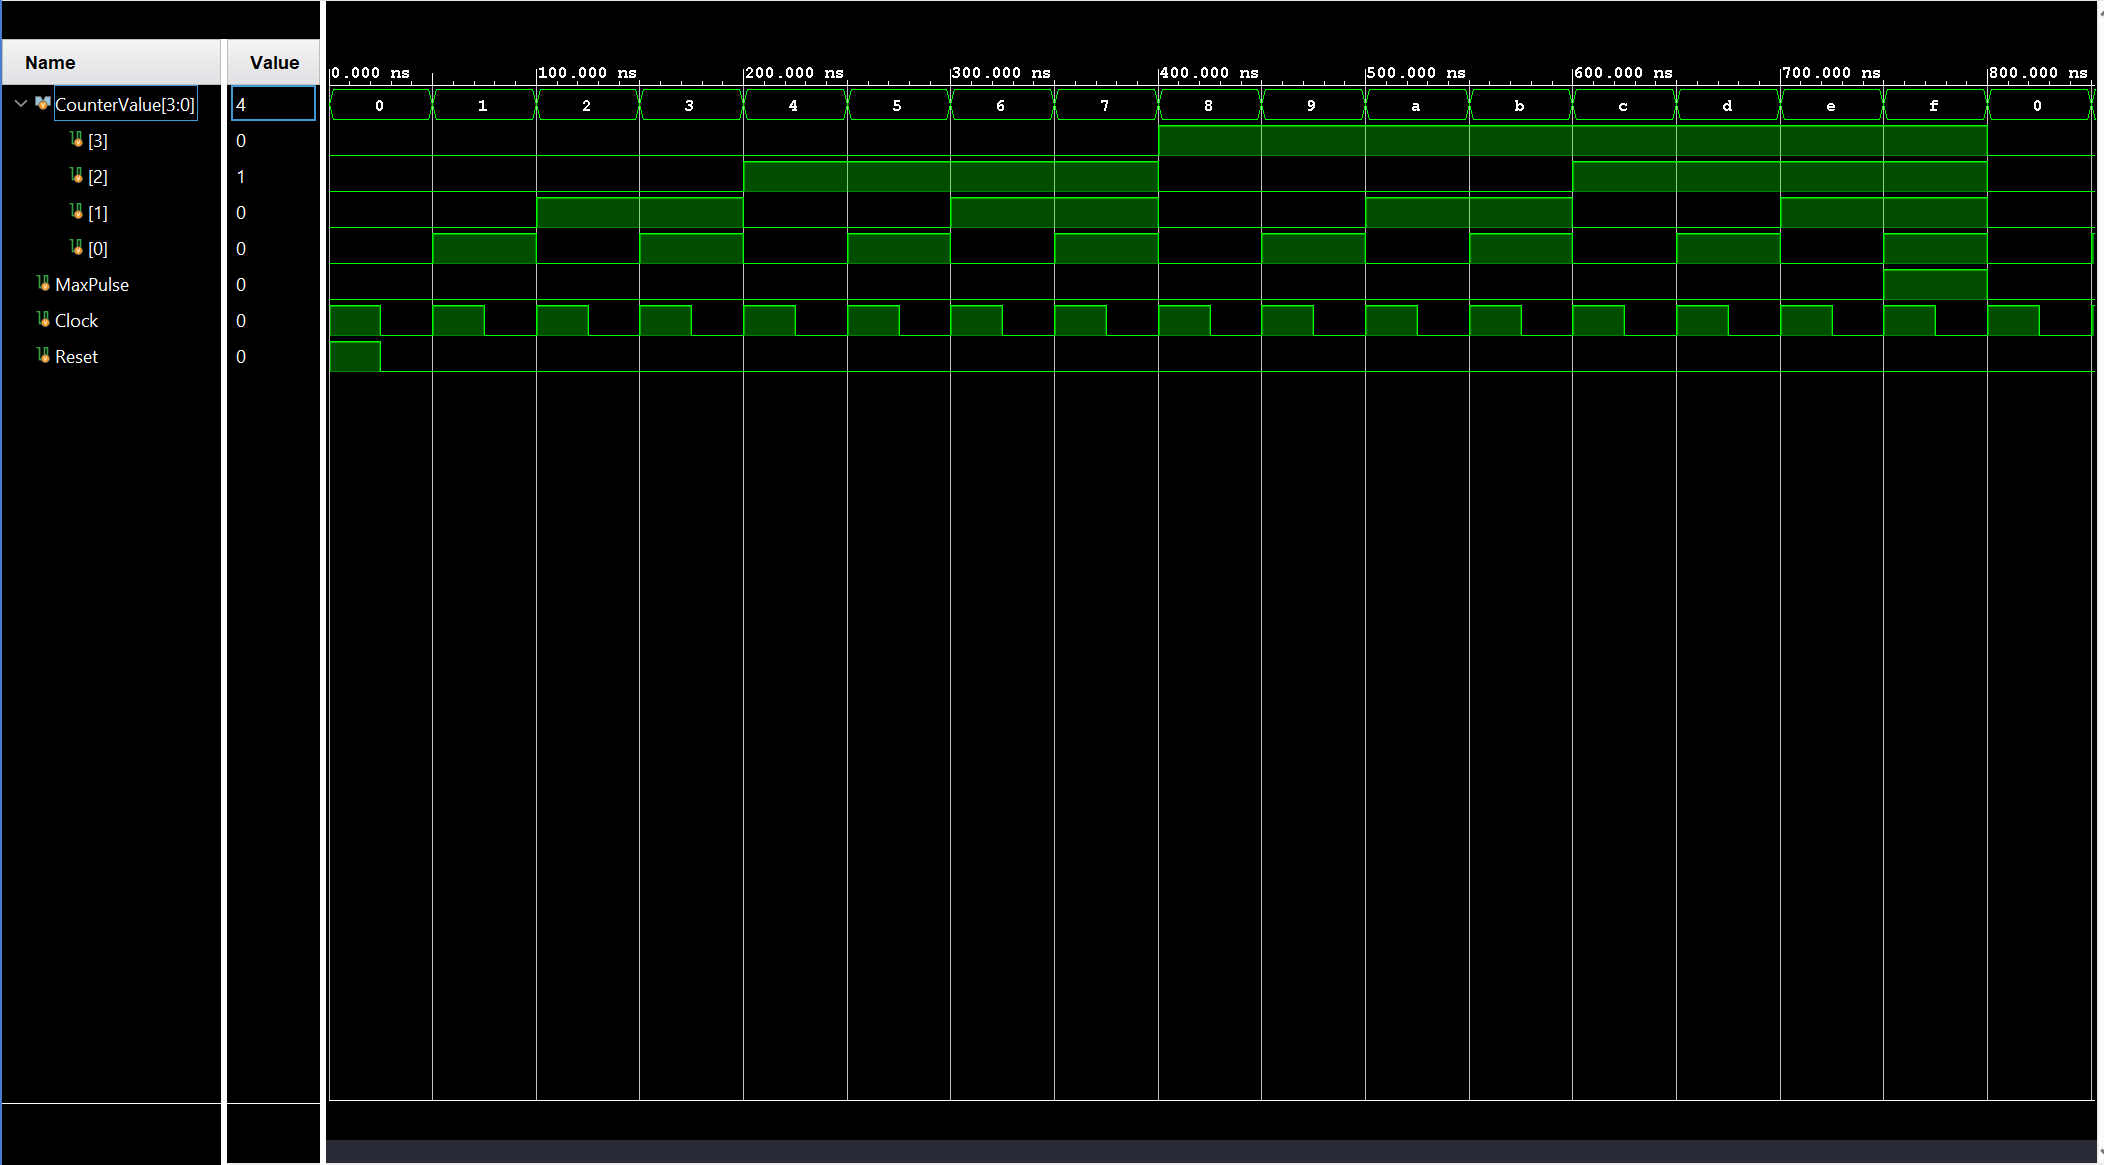 Name Value
0.000 ns 100.000 ns 200.000 ns 300.000 ns 400.000 ns 500.000 ns 600.000 ns 700.000 ns 800.000 ns
CounterValue[3:0] 4 0 1 2 3 4 5 6 7 8 9 a b c d e f 0
[3] 0
[2] 1
[1] 0
[0] 0
MaxPulse 0
Clock 0
Reset 0